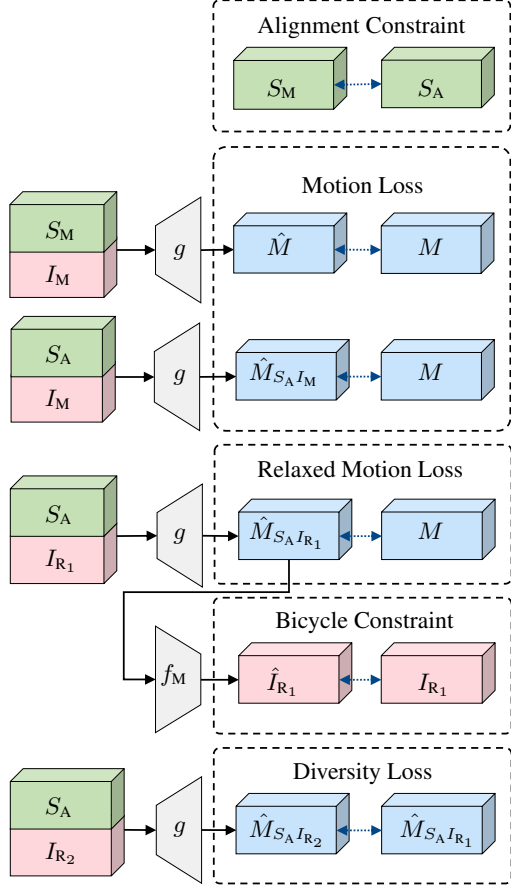 Alignment Constraint
S_M S_A
Motion Loss
S_M
I_M g M̂ M
S_A
I_M g M̂_{S_A I_M} M
Relaxed Motion Loss
S_A
I_{R_1} g M̂_{S_A I_{R_1}} M
Bicycle Constraint
f_M Î_{R_1} I_{R_1}
Diversity Loss
S_A
I_{R_2} g M̂_{S_A I_{R_2}} M̂_{S_A I_{R_1}}